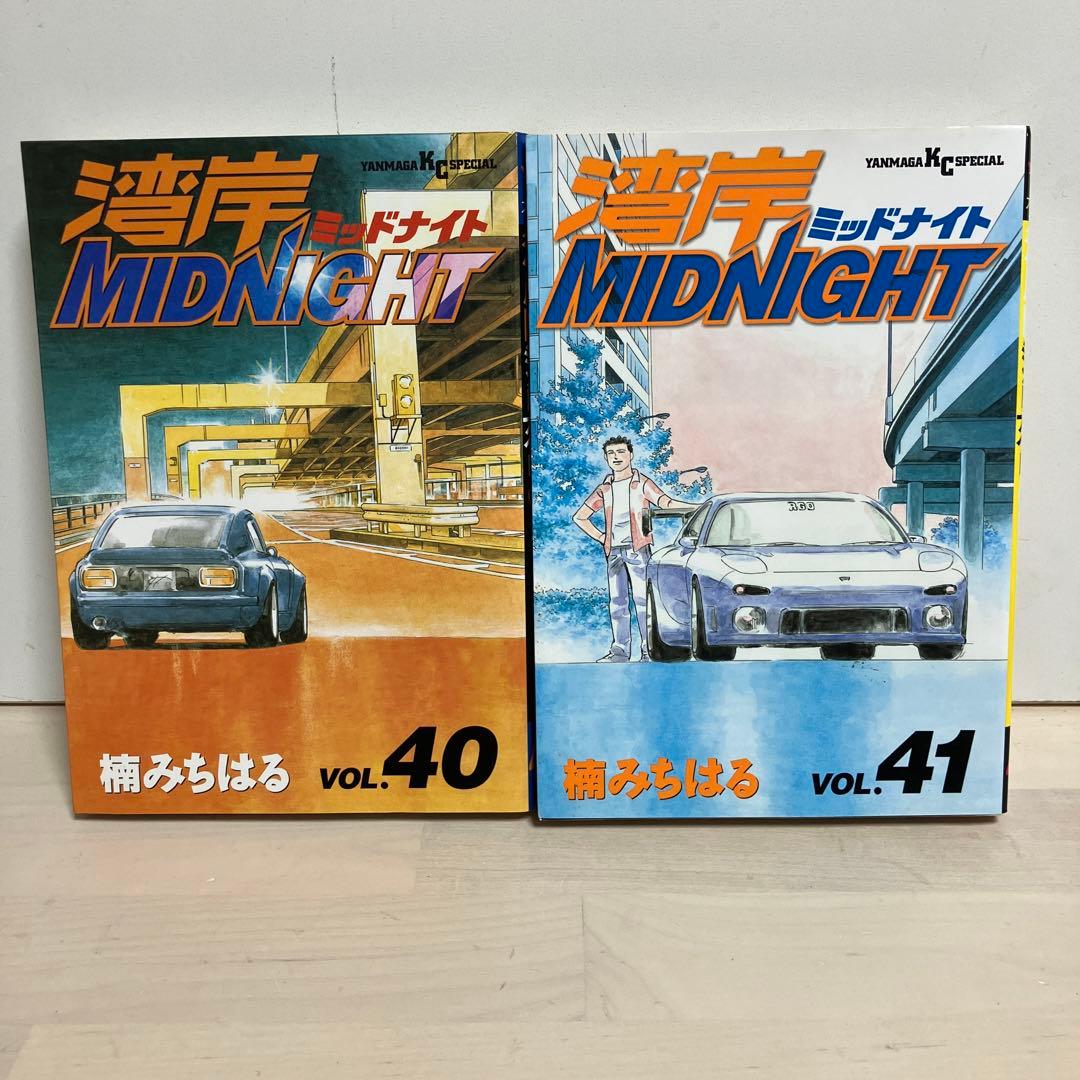 YANMAGA KC SPECIAL
湾岸
ミッドナイト
MIDNIGHT
楠みちはる
VOL.40
YANMAGA KC SPECIAL
湾岸
ミッドナイト
MIDNIGHT
RGO
楠みちはる
VOL.41